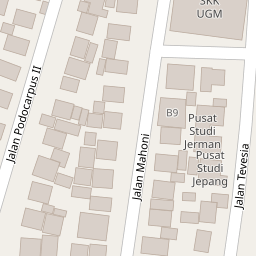 SKK
UGM
B9
Pusat
Studi
Jerman
Pusat
Studi
Jepang
Jalan Podocarpus II
Jalan Mahoni
Jalan Tevesia